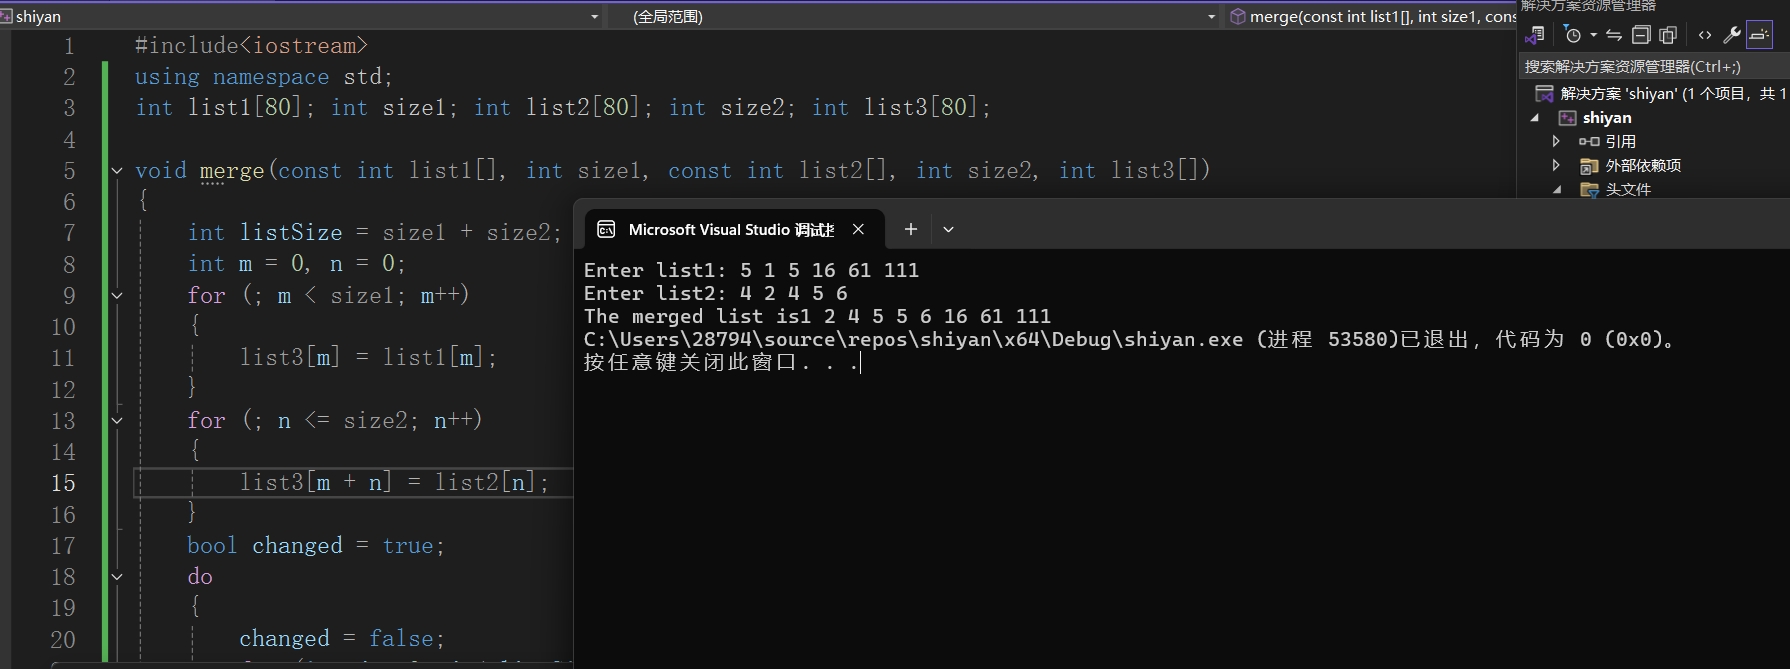 shiyan
(全局范围)
merge(const int list1[], int size1, cons
解决方案资源管理器
搜索解决方案资源管理器(Ctrl+;)
解决方案 'shiyan' (1 个项目，共 1
shiyan
引用
外部依赖项
头文件
1 #include<iostream>
2 using namespace std;
3 int list1[80]; int size1; int list2[80]; int size2; int list3[80];
4
5 void merge(const int list1[], int size1, const int list2[], int size2, int list3[])
6 {
7 int listSize = size1 + size2;
8 int m = 0, n = 0;
9 for (; m < size1; m++)
10 {
11 list3[m] = list1[m];
12 }
13 for (; n <= size2; n++)
14 {
15 list3[m + n] = list2[n];
16 }
17 bool changed = true;
18 do
19 {
20 changed = false;
Microsoft Visual Studio 调试
Enter list1: 5 1 5 16 61 111
Enter list2: 4 2 4 5 6
The merged list is1 2 4 5 5 6 16 61 111
C:\Users\28794\source\repos\shiyan\x64\Debug\shiyan.exe (进程 53580)已退出，代码为 0 (0x0)。
按任意键关闭此窗口. . .